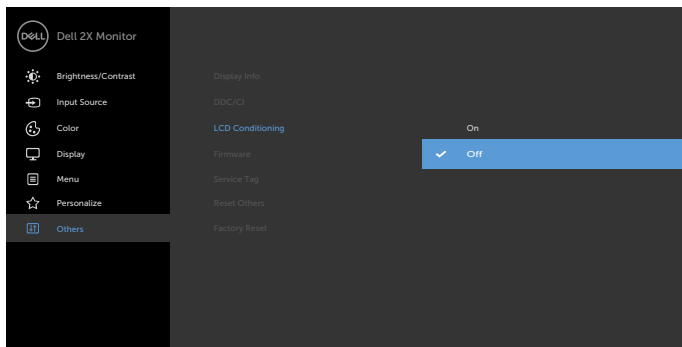 DELL Dell 2X Monitor
Brightness/Contrast
Input Source
Color
Display
Menu
Personalize
Others
Display Info
DDC/CI
LCD Conditioning
Firmware
Service Tag
Reset Others
Factory Reset
On
Off